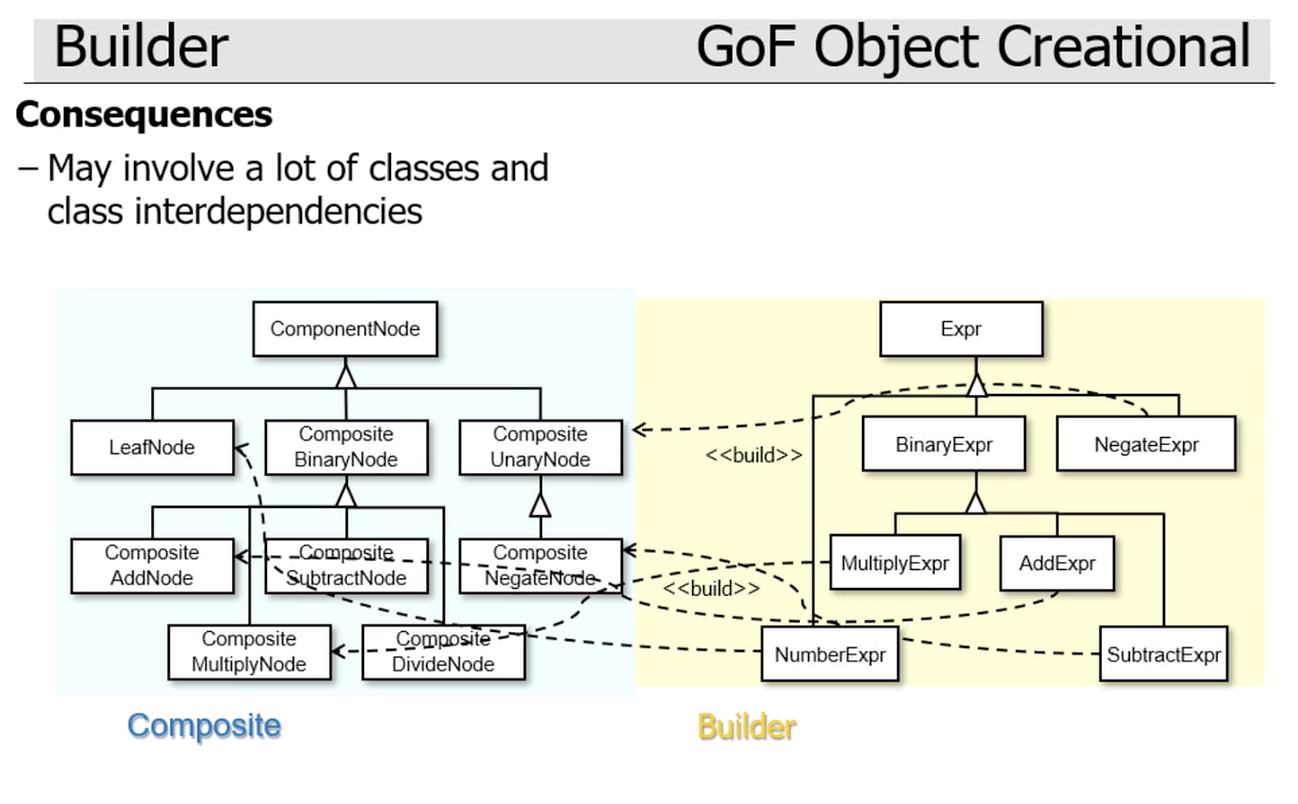 Builder
GoF Object Creational
Consequences
– May involve a lot of classes and
class interdependencies
ComponentNode
Expr
LeafNode
Composite
BinaryNode
Composite
UnaryNode
<<build>>
BinaryExpr
NegateExpr
Composite
AddNode
Composite
SubtractNode
Composite
NegateNode
<<build>>
MultiplyExpr
AddExpr
Composite
MultiplyNode
Composite
DivideNode
NumberExpr
SubtractExpr
Composite
Builder